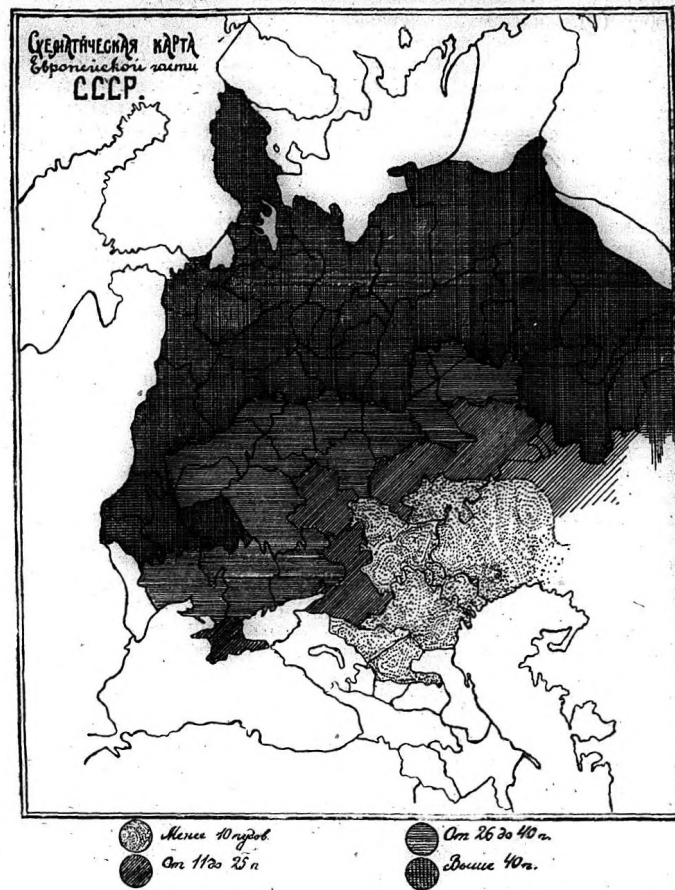 Схематическая карта
Европейской части
СССР.
Менее 10 пудов.
От 11 до 25 п
От 26 до 40 п.
Выше 40 п.